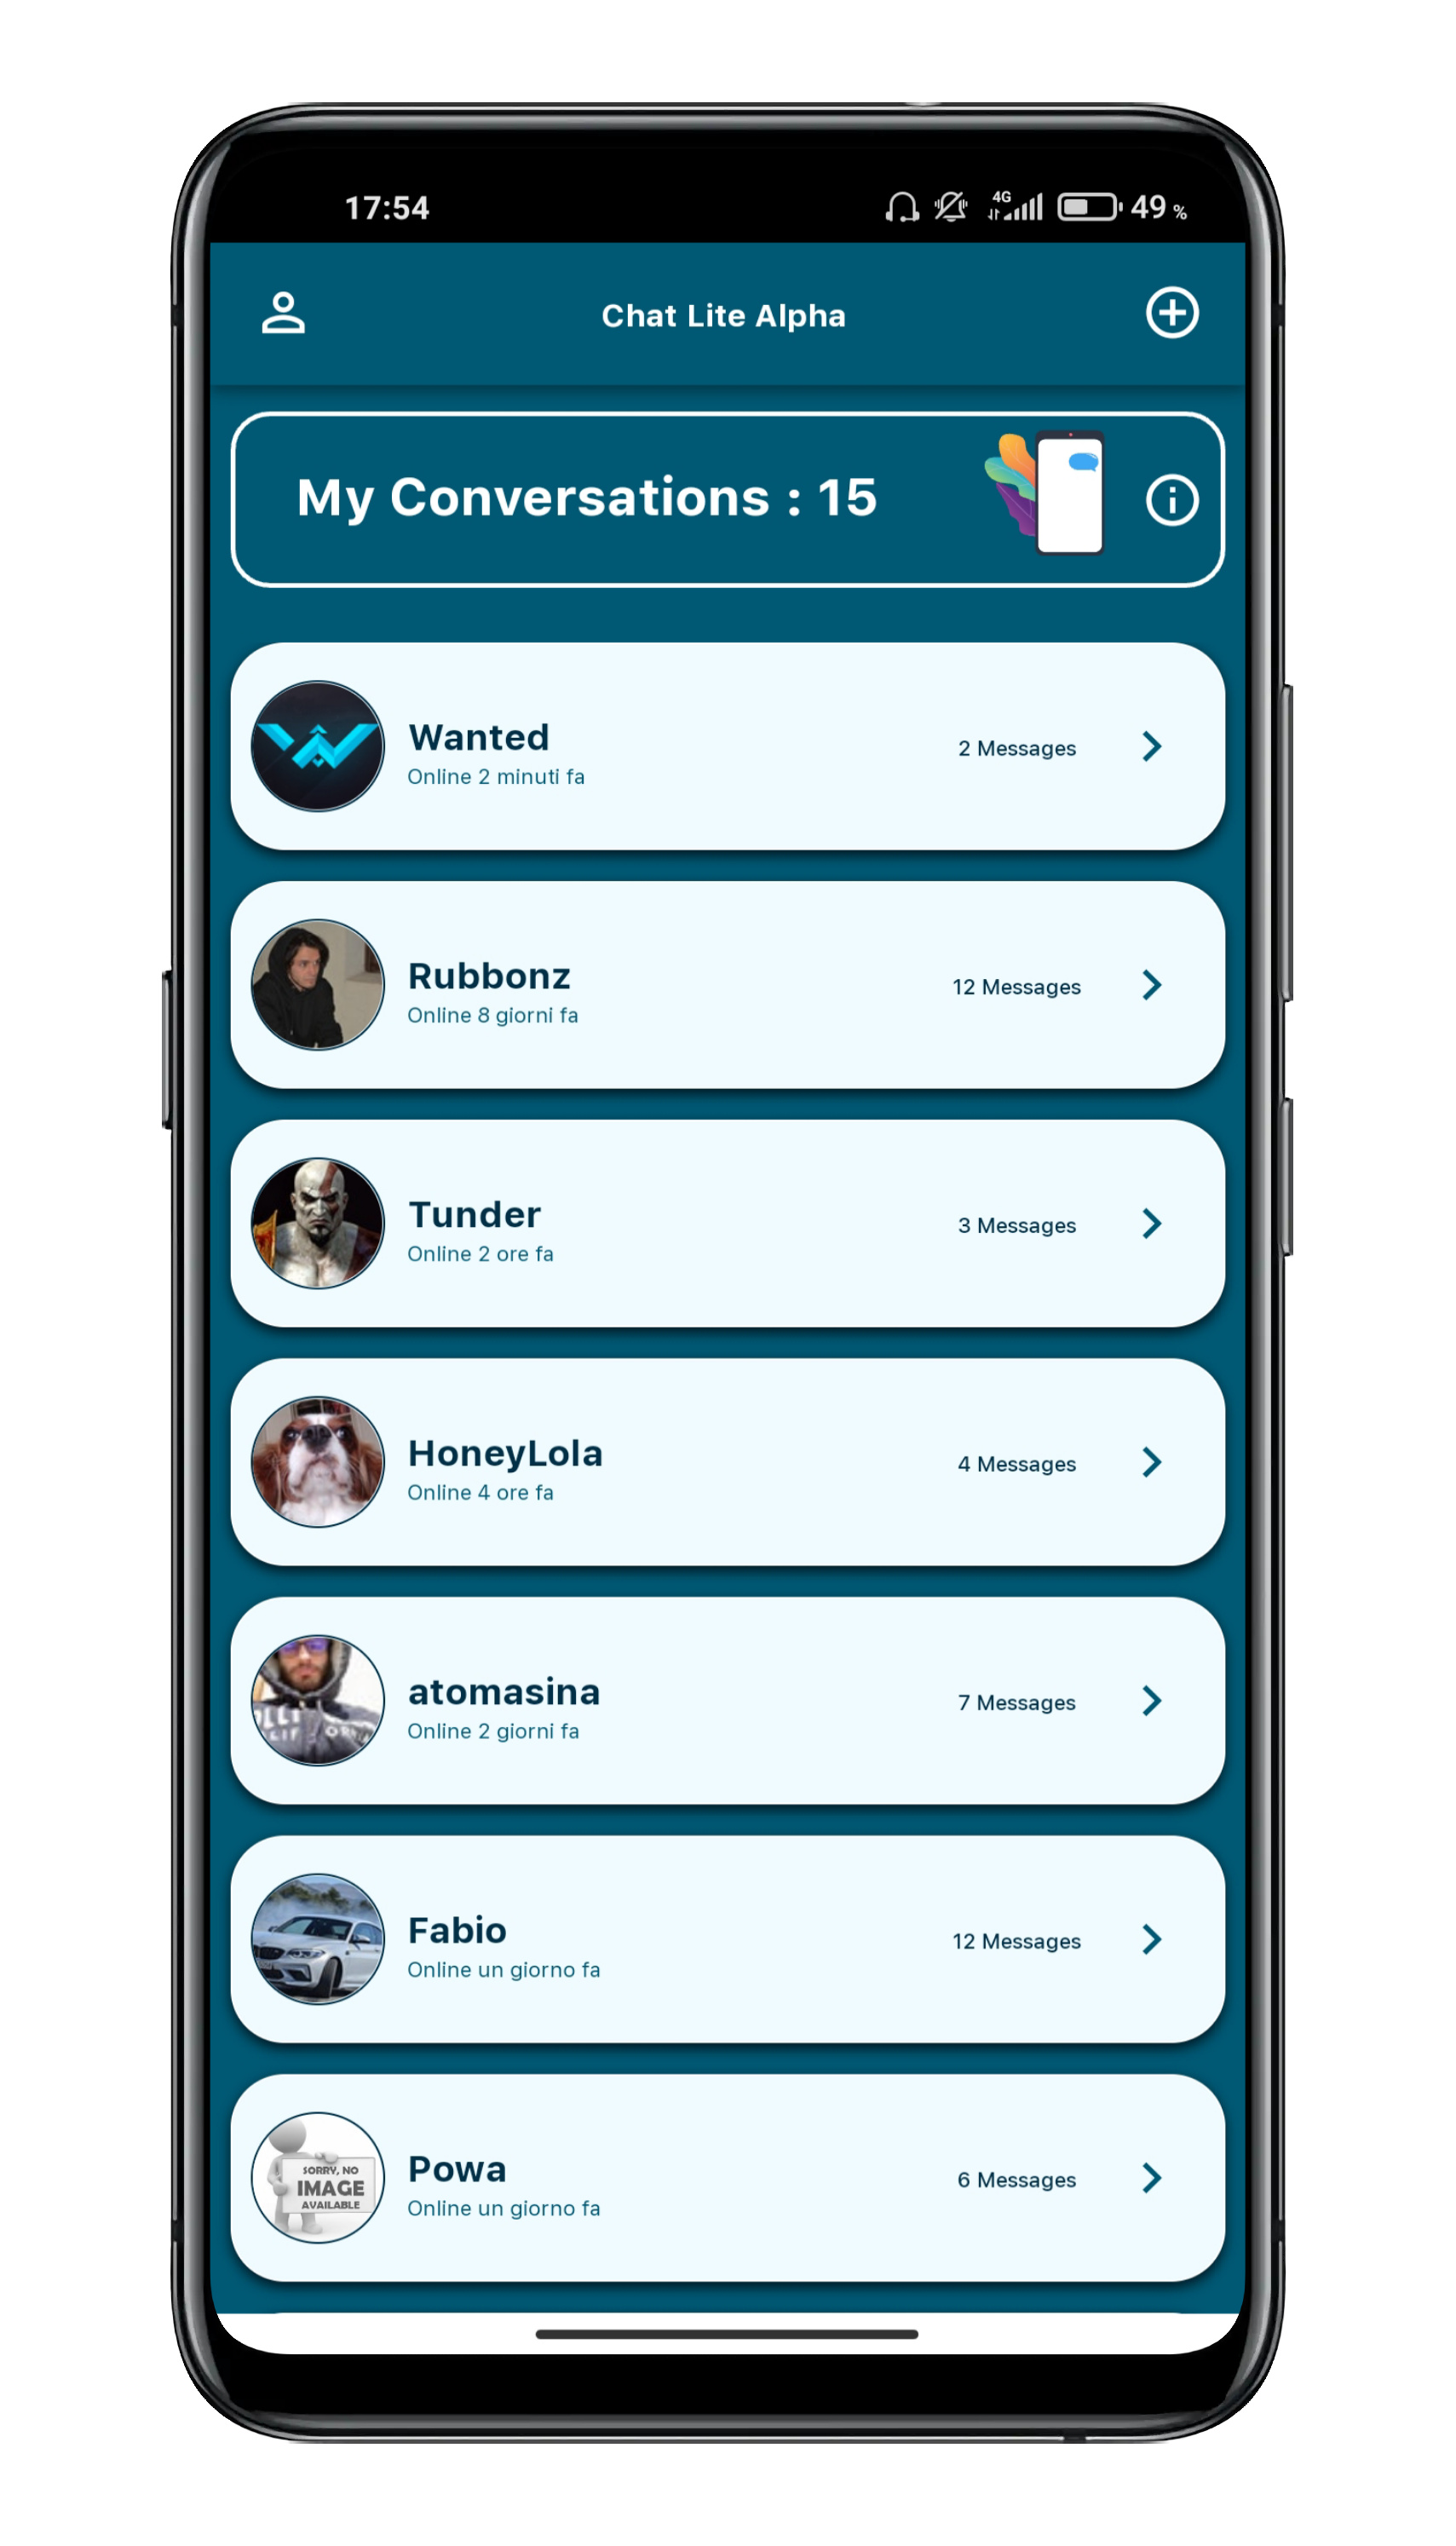 17:54
4G
49 %
Chat Lite Alpha
My Conversations : 15
Wanted
Online 2 minuti fa
2 Messages
Rubbonz
Online 8 giorni fa
12 Messages
Tunder
Online 2 ore fa
3 Messages
HoneyLola
Online 4 ore fa
4 Messages
atomasina
Online 2 giorni fa
7 Messages
Fabio
Online un giorno fa
12 Messages
SORRY, NO
IMAGE
AVAILABLE
Powa
Online un giorno fa
6 Messages